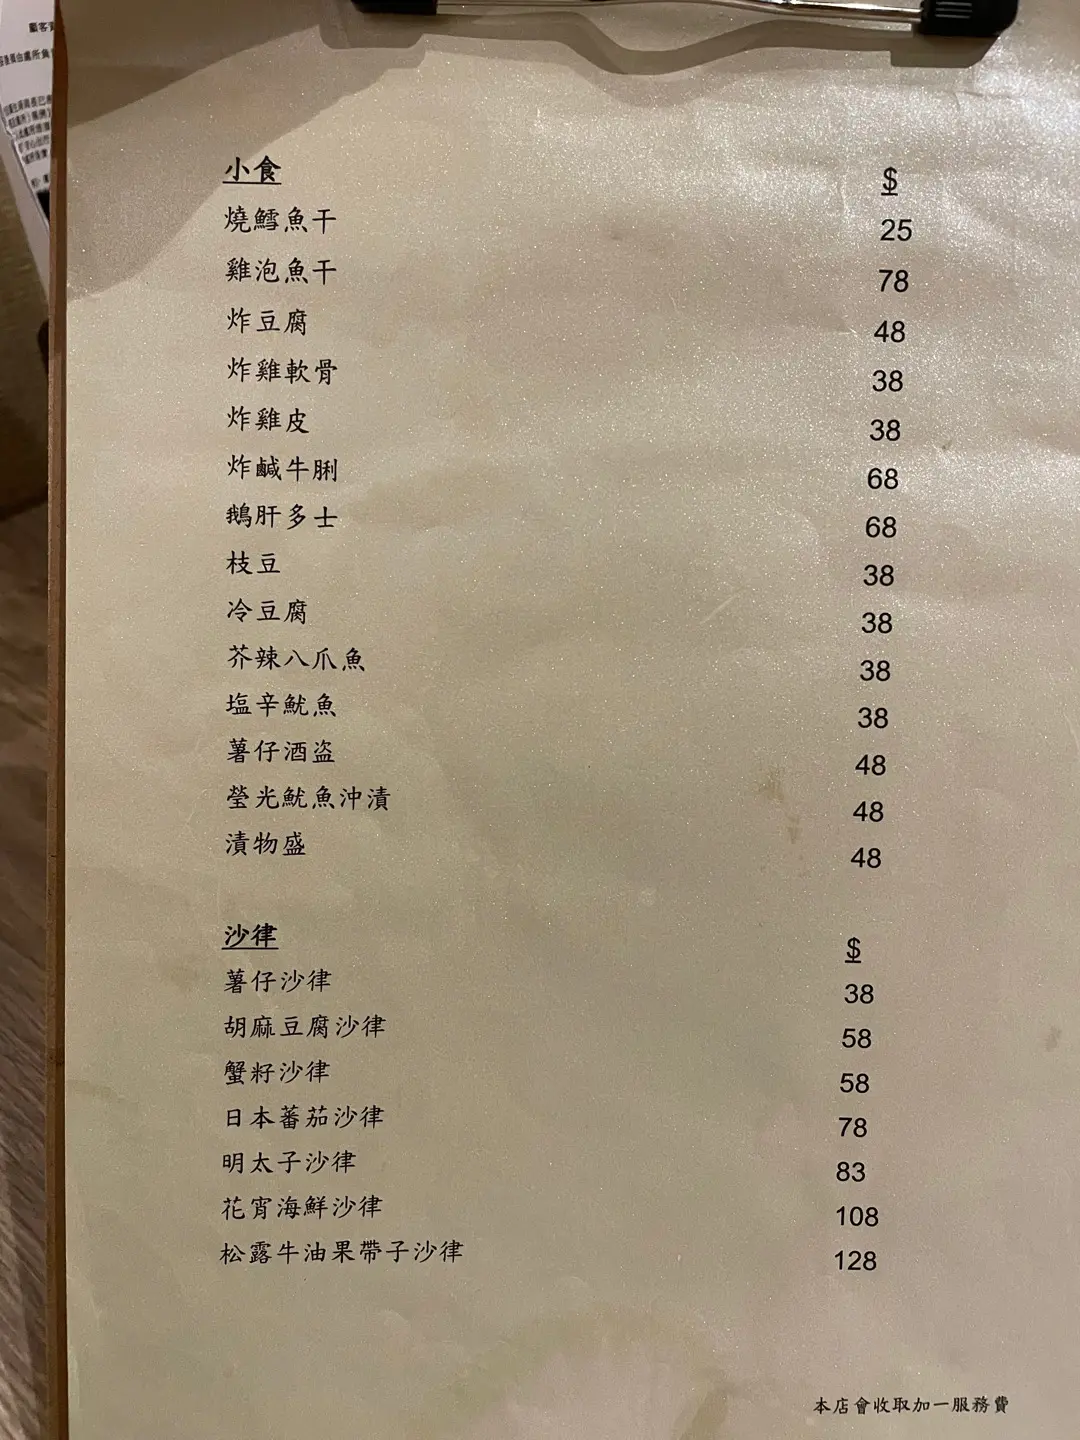 小食 $
燒鱈魚干 25
雞泡魚干 78
炸豆腐 48
炸雞軟骨 38
炸雞皮 38
炸鹹牛脷 68
鵝肝多士 68
枝豆 38
冷豆腐 38
芥辣八爪魚 38
塩辛魷魚 38
薯仔酒盗 48
瑩光魷魚沖漬 48
漬物盛 48
沙律 $
薯仔沙律 38
胡麻豆腐沙律 58
蟹籽沙律 58
日本蕃茄沙律 78
明太子沙律 83
花宵海鮮沙律 108
松露牛油果帶子沙律 128
本店會收取加一服務費